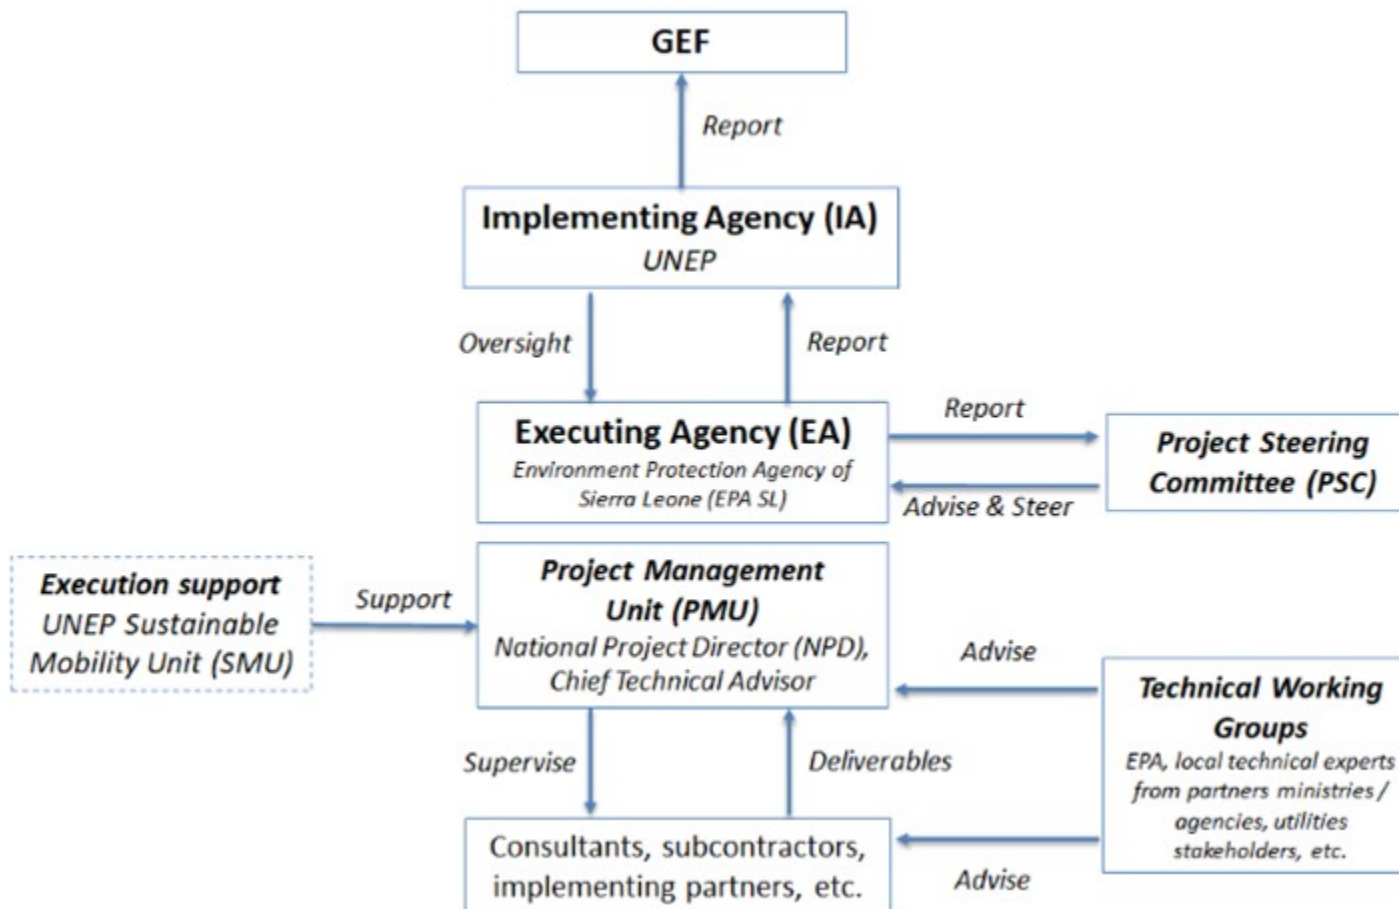 GEF
Report
Implementing Agency (IA)
UNEP
Oversight
Report
Executing Agency (EA)
Environment Protection Agency of
Sierra Leone (EPA SL)
Report
Advise & Steer
Project Steering
Committee (PSC)
Execution support
UNEP Sustainable
Mobility Unit (SMU)
Support
Project Management
Unit (PMU)
National Project Director (NPD),
Chief Technical Advisor
Advise
Technical Working
Groups
EPA, local technical experts
from partners ministries /
agencies, utilities
stakeholders, etc.
Supervise
Deliverables
Consultants, subcontractors,
implementing partners, etc.
Advise